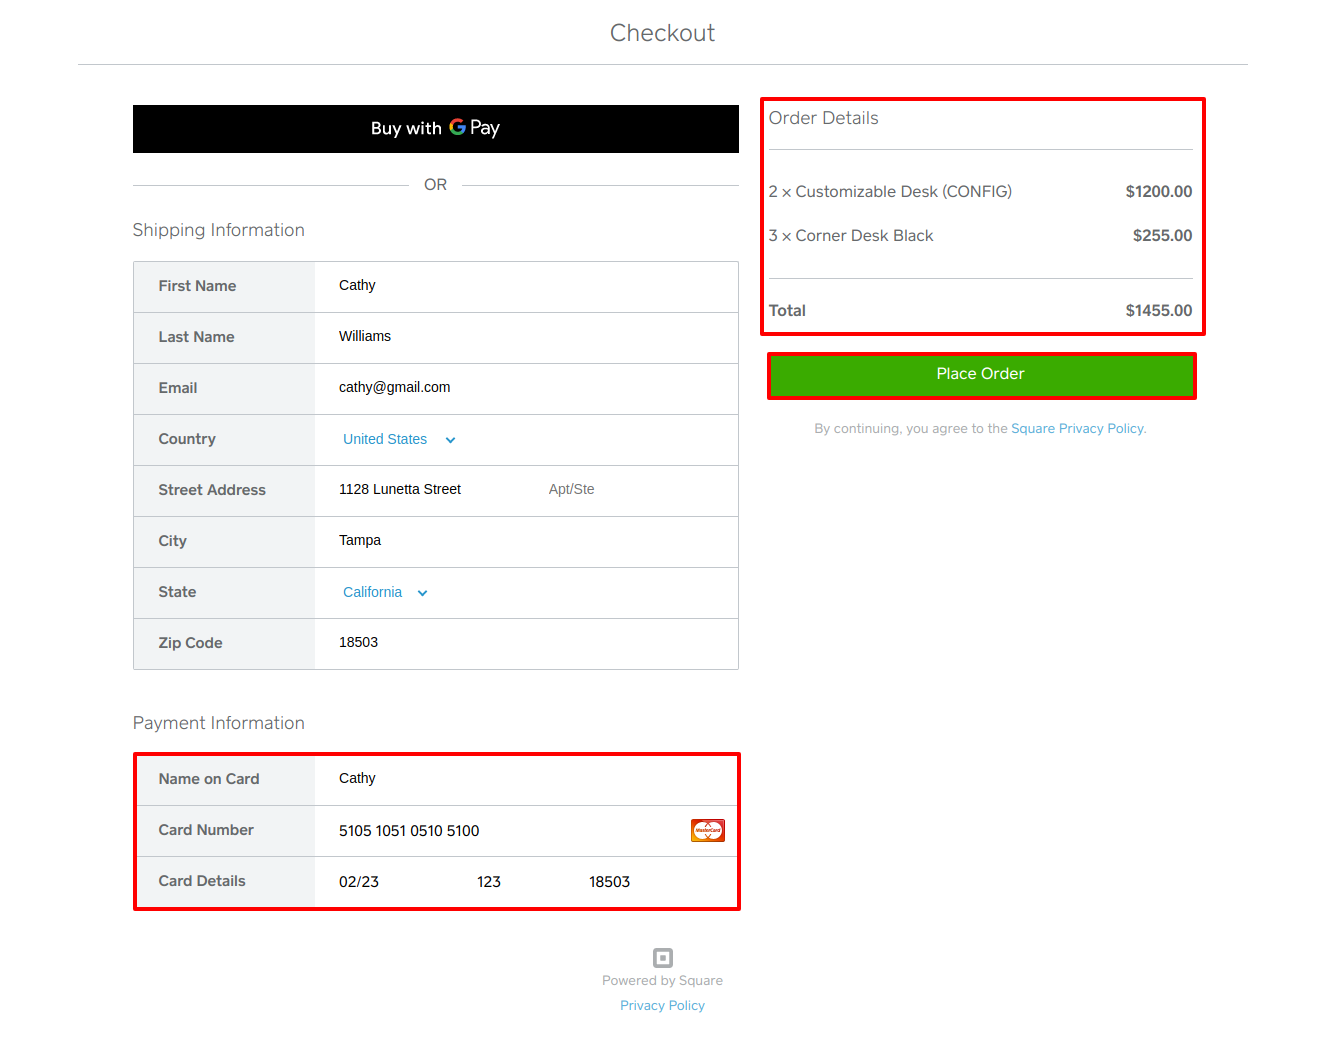 Checkout
Buy with G Pay
OR
Shipping Information
First Name Cathy
Last Name Williams
Email cathy@gmail.com
Country United States
Street Address 1128 Lunetta Street Apt/Ste
City Tampa
State California
Zip Code 18503
Payment Information
Name on Card Cathy
Card Number 5105 1051 0510 5100 MasterCard
Card Details 02/23 123 18503
Order Details
2 × Customizable Desk (CONFIG) $1200.00
3 × Corner Desk Black $255.00
Total $1455.00
Place Order
By continuing, you agree to the Square Privacy Policy.
Powered by Square
Privacy Policy